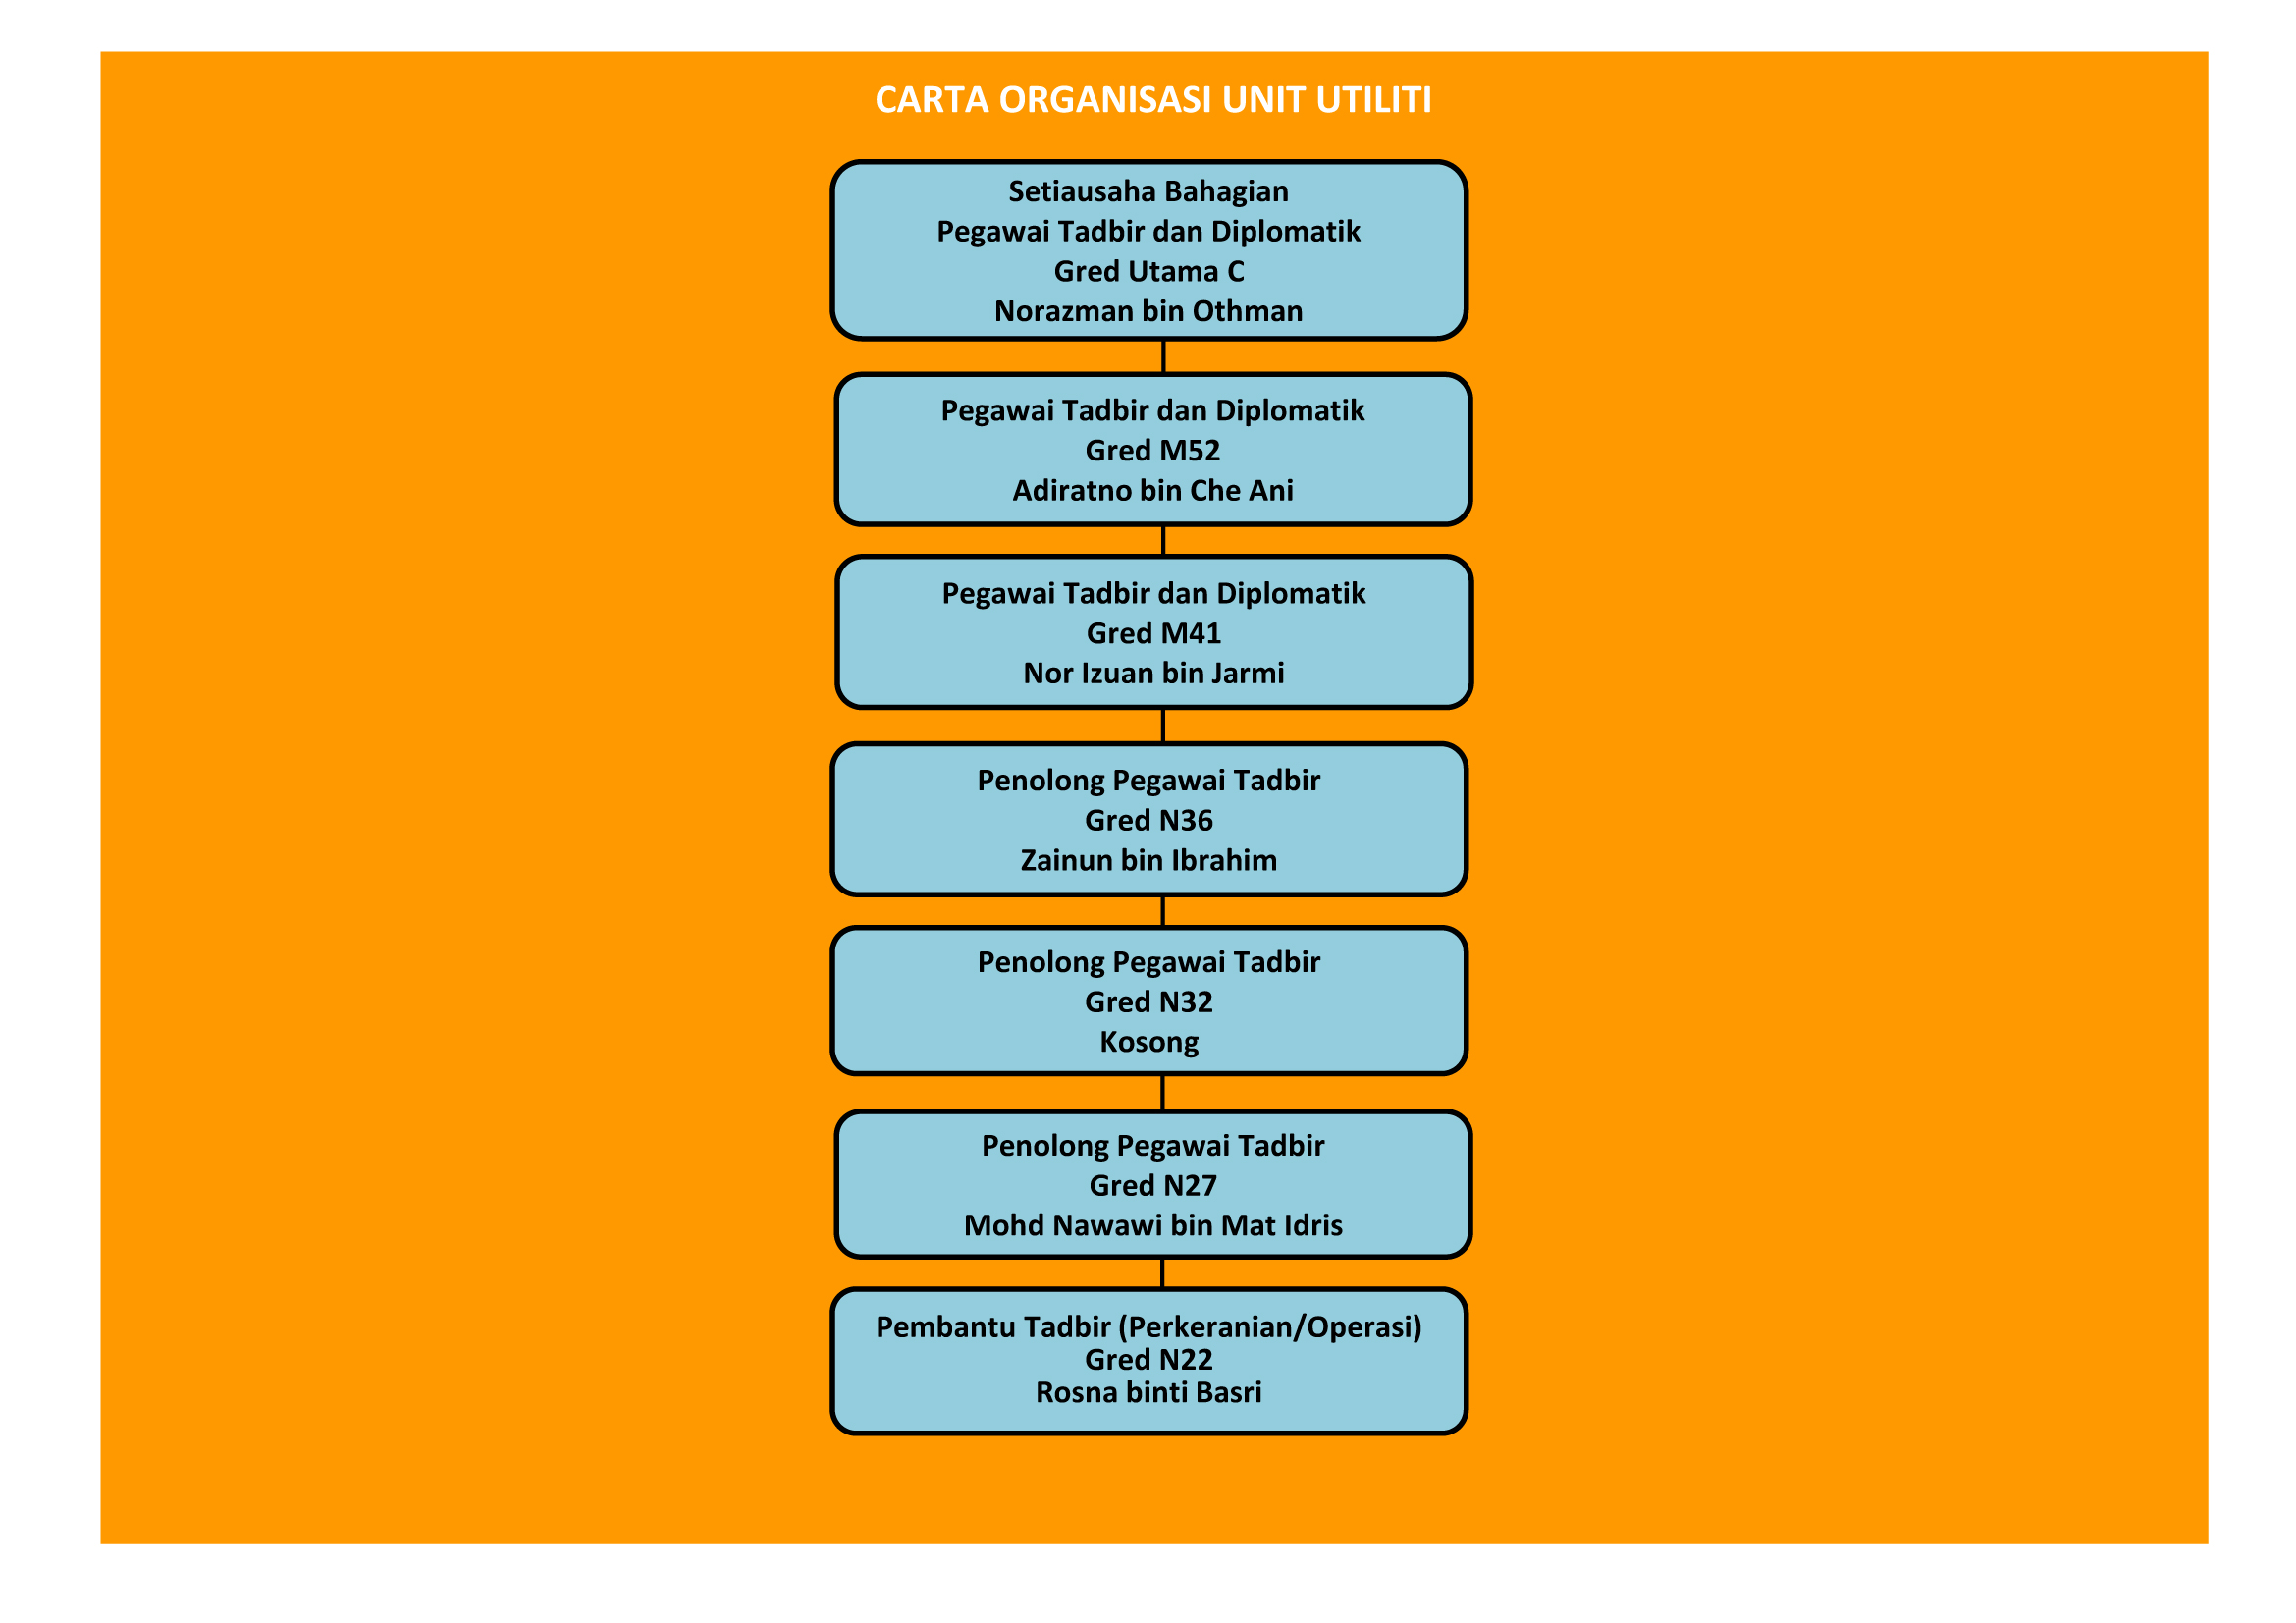 CARTA ORGANISASI UNIT UTILITI
Setiausaha Bahagian
Pegawai Tadbir dan Diplomatik
Gred Utama C
Norazman bin Othman
Pegawai Tadbir dan Diplomatik
Gred M52
Adiratno bin Che Ani
Pegawai Tadbir dan Diplomatik
Gred M41
Nor Izuan bin Jarmi
Penolong Pegawai Tadbir
Gred N36
Zainun bin Ibrahim
Penolong Pegawai Tadbir
Gred N32
Kosong
Penolong Pegawai Tadbir
Gred N27
Mohd Nawawi bin Mat Idris
Pembantu Tadbir (Perkeranian/Operasi)
Gred N22
Rosna binti Basri